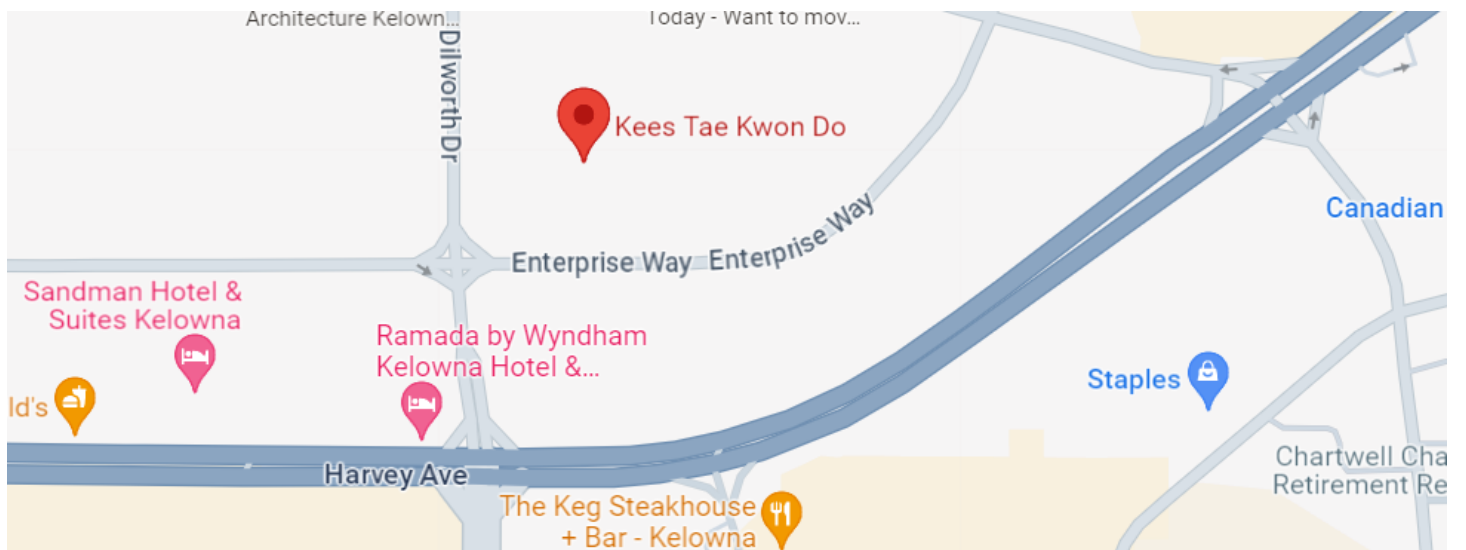 Architecture Kelown...
Today - Want to mov...
Dilworth Dr
Kees Tae Kwon Do
Canadian
Enterprise Way
Enterprise Way
Sandman Hotel &
Suites Kelowna
Ramada by Wyndham
Kelowna Hotel &...
Staples
ld's
Harvey Ave
Chartwell Cha
Retirement Re
The Keg Steakhouse
+ Bar - Kelowna